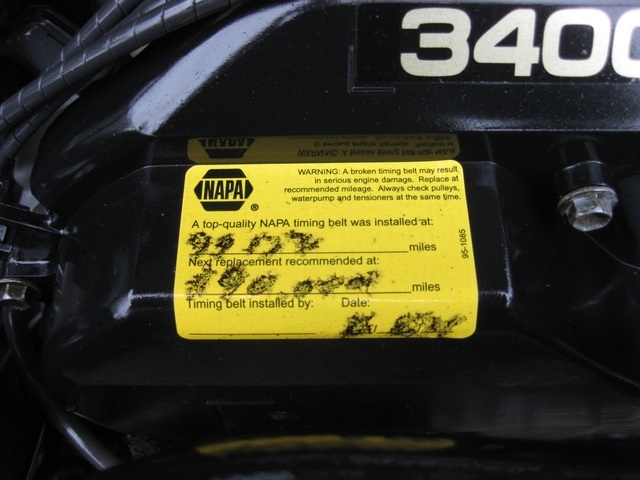 3400
NAPA
®
WARNING: A broken timing belt may result
in serious engine damage. Replace at
recommended mileage. Always check pulleys,
waterpump and tensioners at the same time.
A top-quality NAPA timing belt was installed at:
miles
Next replacement recommended at:
miles
Timing belt installed by: Date:
95-1085